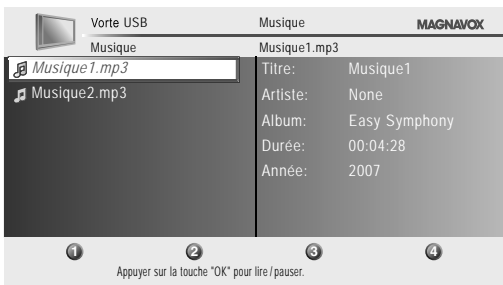 Vorte USB
Musique
MAGNAVOX
Musique
Musique1.mp3
Musique1.mp3
Musique2.mp3
Titre: Musique1
Artiste: None
Album: Easy Symphony
Durée: 00:04:28
Année: 2007
1 2 3 4
Appuyer sur la touche "OK" pour lire/pauser.